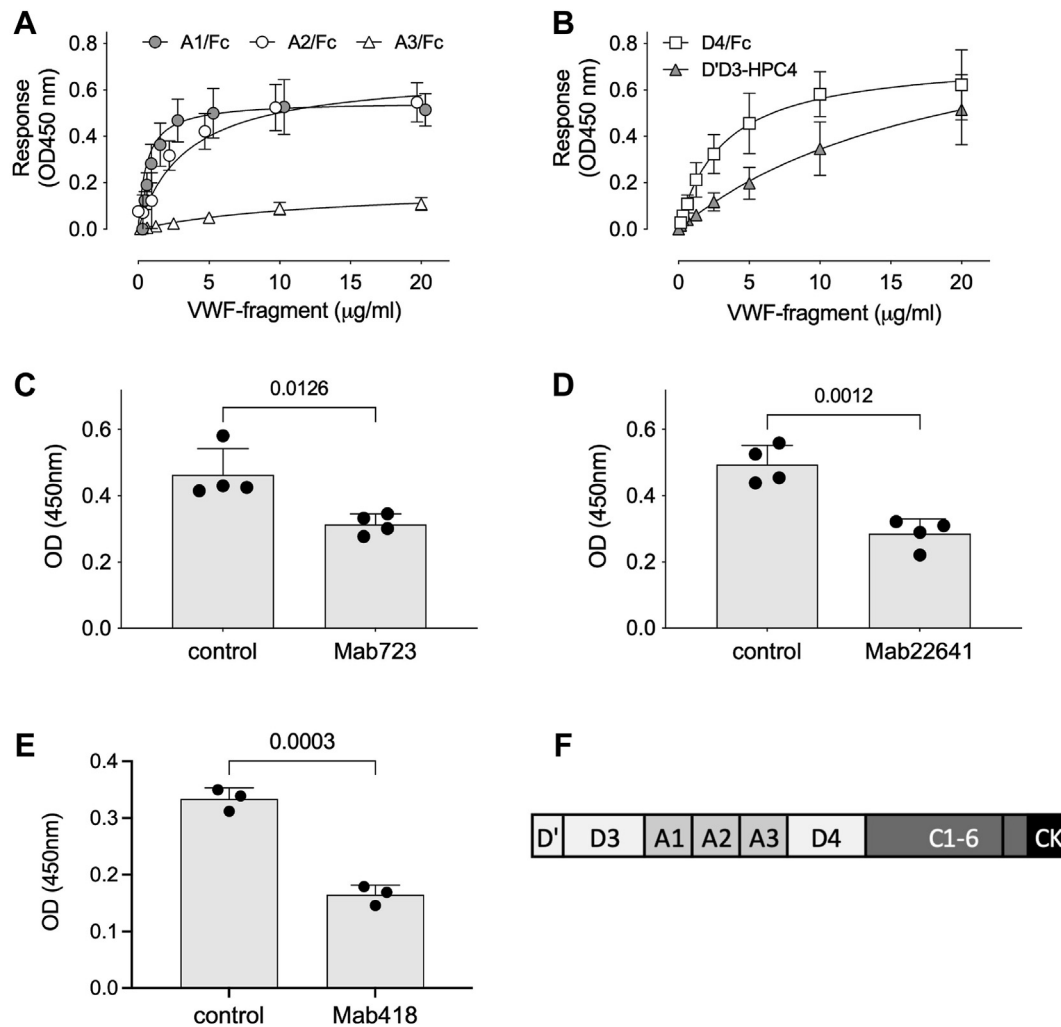 A
A1/Fc A2/Fc A3/Fc
0.8
0.6
0.4
0.2
0.0
Response
(OD450 nm)
0 5 10 15 20
VWF-fragment (μg/ml)
B
D4/Fc
D'D3-HPC4
0.8
0.6
0.4
0.2
0.0
Response
(OD450 nm)
0 5 10 15 20
VWF-fragment (μg/ml)
C
0.0126
0.6
0.4
0.2
0.0
OD (450nm)
control Mab723
D
0.0012
0.6
0.4
0.2
0.0
OD (450nm)
control Mab22641
E
0.0003
0.4
0.3
0.2
0.1
0.0
OD (450nm)
control Mab418
F
D' D3 A1 A2 A3 D4 C1-6 CK